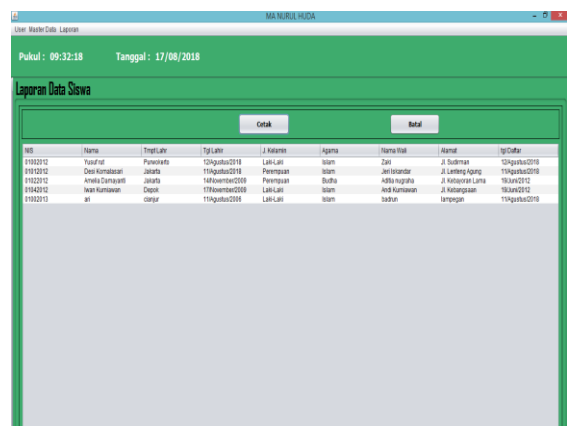 MA NURUL HUDA
User Master Data Laporan
Pukul : 09:32:18 Tanggal : 17/08/2018
Laporan Data Siswa
Cetak Batal
NIS Nama Tmpt Lahr Tgl Lahir J. Kelamin Agama Nama Wali Alamat tglDaftar
01002012 Yusuf nst Purwokerto 12/Agustus/2018 Laki-Laki Islam Zaki Jl. Sudirman 12/Agustus/2018
01012012 Desi Komalasari Jakarta 11/Agustus/2018 Perempuan Islam Jeri Iskandar Jl. Lenteng Agung 11/Agustus/2018
01022012 Amelia Damayanti Jakarta 14/November/2009 Perempuan Budha Aditia nugraha Jl. Kebayoran Lama 19/Juni/2012
01042012 Iwan Kurniawan Depok 17/November/2009 Laki-Laki Islam Andi Kurniawan Jl. Kebangsaan 19/Juni/2012
01002013 ari cianjur 11/Agustus/2006 Laki-Laki Islam badrun lampegan 11/Agustus/2018